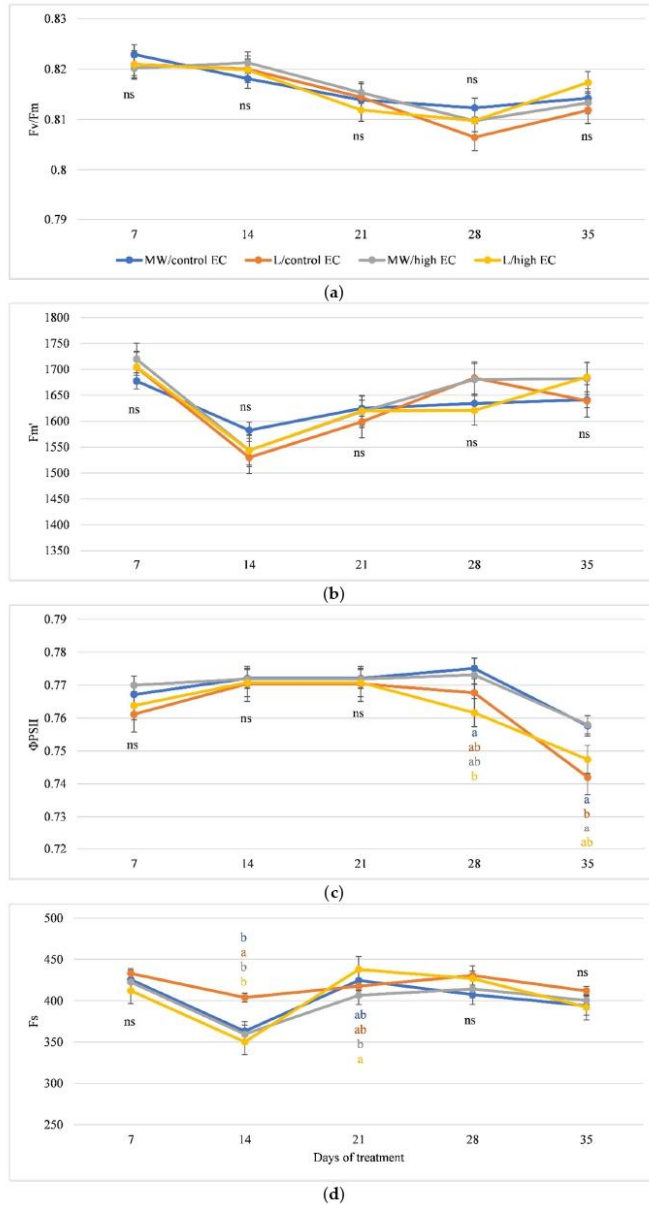 0.83
0.82
0.81
0.8
0.79
Fv/Fm
ns
ns
ns
ns
ns
7 14 21 28 35
MW/control EC L/control EC MW/high EC L/high EC
(a)
1800
1750
1700
1650
1600
1550
1500
1450
1400
1350
Fm'
ns
ns
ns
ns
ns
7 14 21 28 35
(b)
0.79
0.78
0.77
0.76
0.75
0.74
0.73
0.72
ΦPSII
ns
ns
ns
a
ab
ab
b
a
b
a
ab
7 14 21 28 35
(c)
500
450
400
350
300
250
Fs
ns
b
a
b
b
ab
ab
b
a
ns
ns
7 14 21 28 35
Days of treatment
(d)